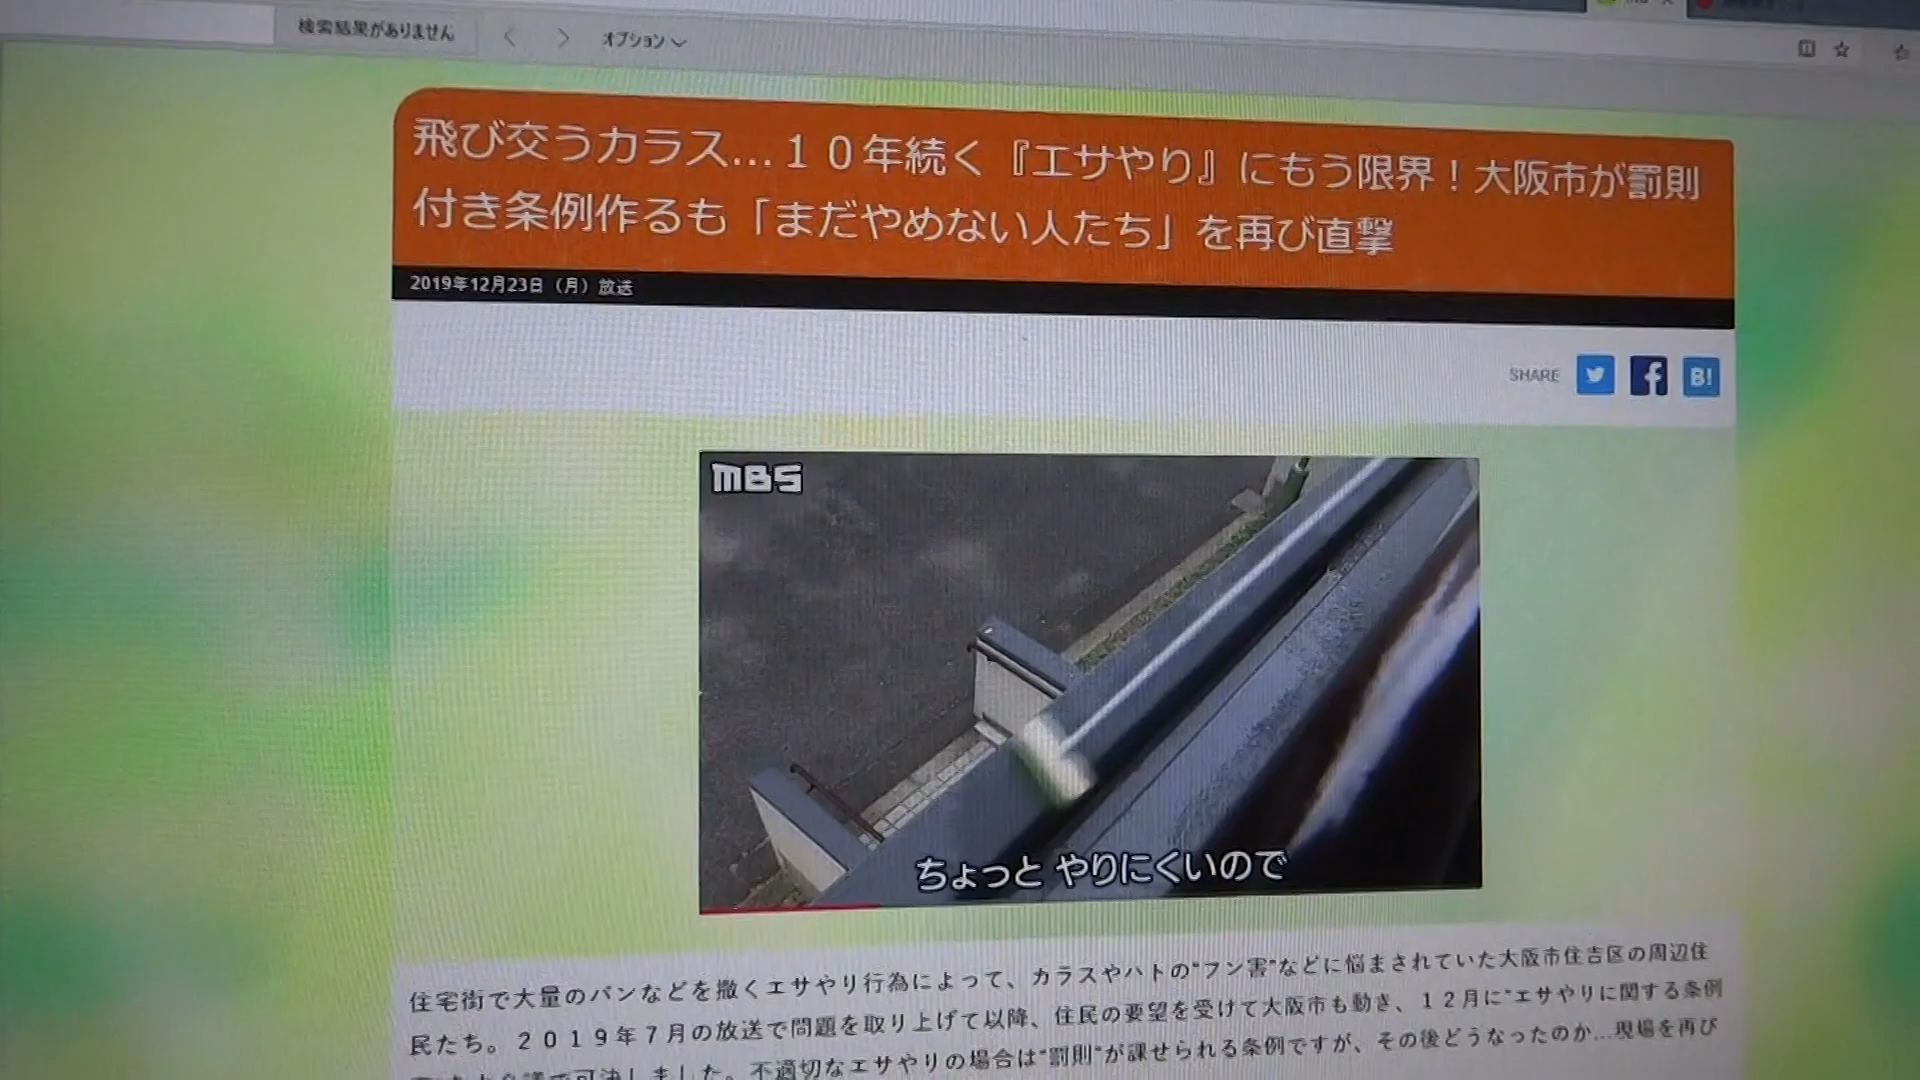 検索結果がありません
オプション
飛び交うカラス…１０年続く『エサやり』にもう限界！大阪市が罰則
付き条例作るも「まだやめない人たち」を再び直撃
2019年12月23日（月）放送
SHARE
B!
MBS
ちょっと やりにくいので
住宅街で大量のパンなどを撒くエサやり行為によって、カラスやハトの“フン害”などに悩まされていた大阪市住吉区の周辺住
民たち。２０１９年７月の放送で問題を取り上げて以降、住民の要望を受けて大阪市も動き、１２月に“エサやりに関する条例
可決しました。不適切なエサやりの場合は“罰則”が課せられる条例ですが、その後どうなったのか…現場を再び